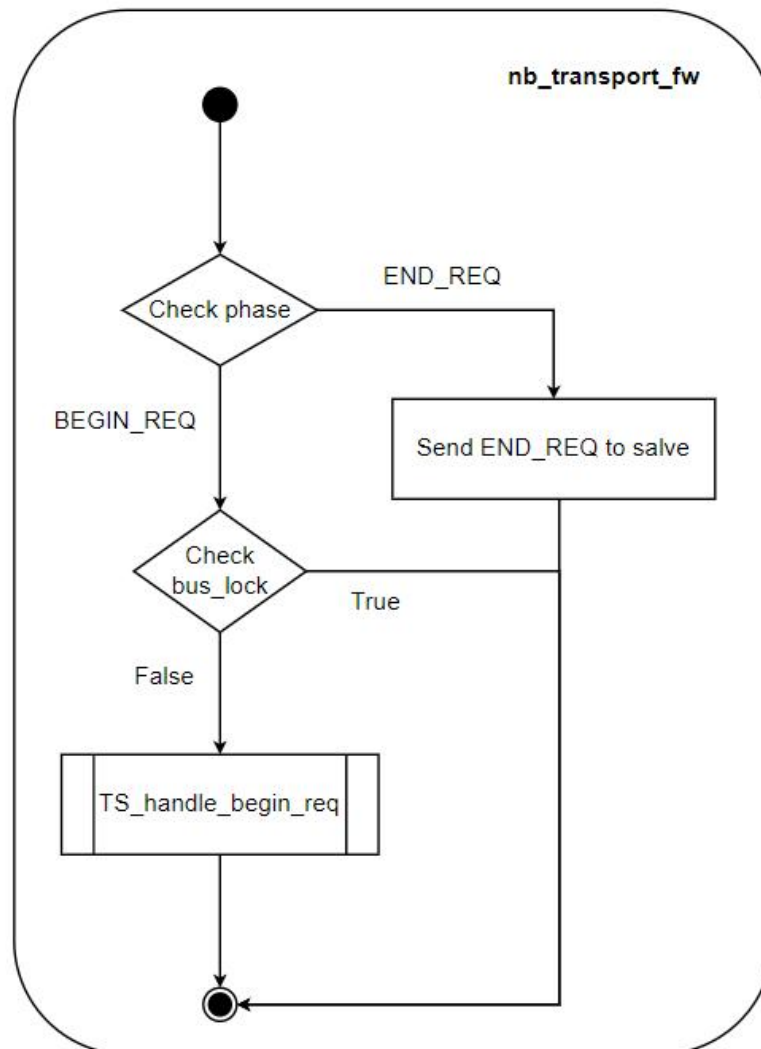 nb_transport_fw
Check phase
END_REQ
BEGIN_REQ
Send END_REQ to salve
Check
bus_lock
True
False
TS_handle_begin_req